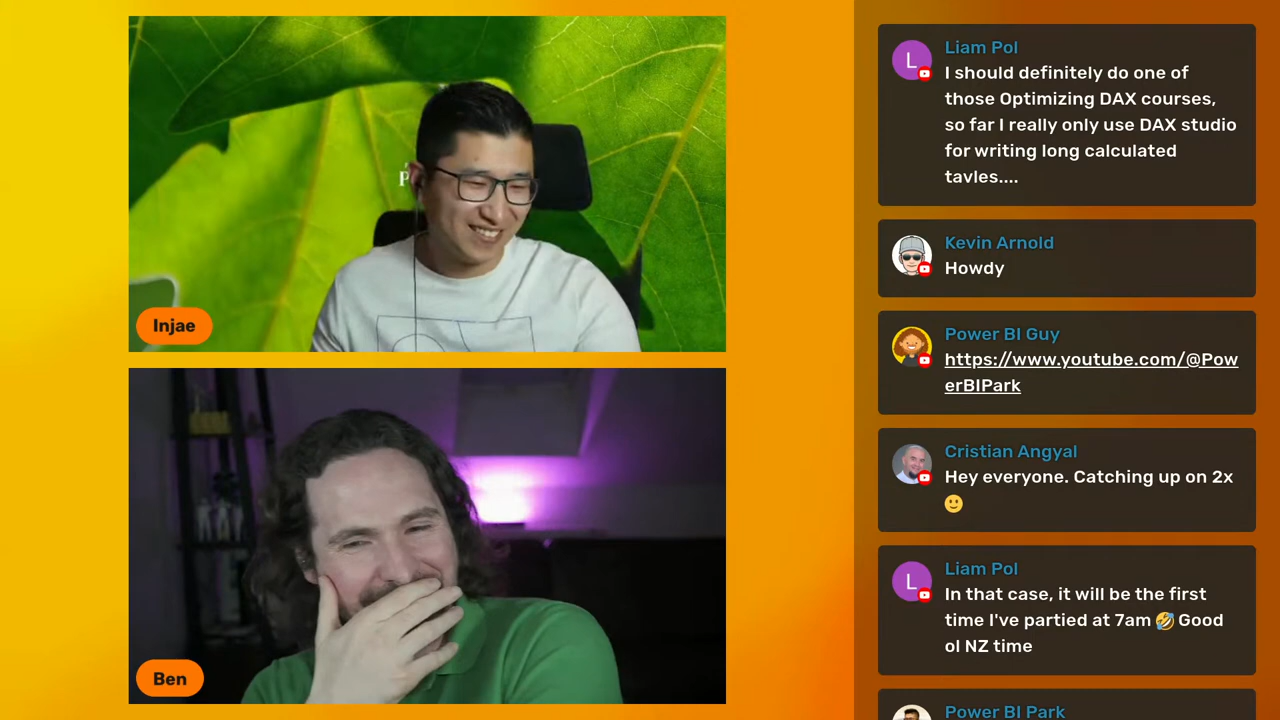 P
Injae
Ben
L
Liam Pol
I should definitely do one of
those Optimizing DAX courses,
so far I really only use DAX studio
for writing long calculated
tavles....
Kevin Arnold
Howdy
Power BI Guy
https://www.youtube.com/@Pow
erBIPark
Cristian Angyal
Hey everyone. Catching up on 2x
🙂
L
Liam Pol
In that case, it will be the first
time I've partied at 7am 🤣 Good
ol NZ time
Power BI Park